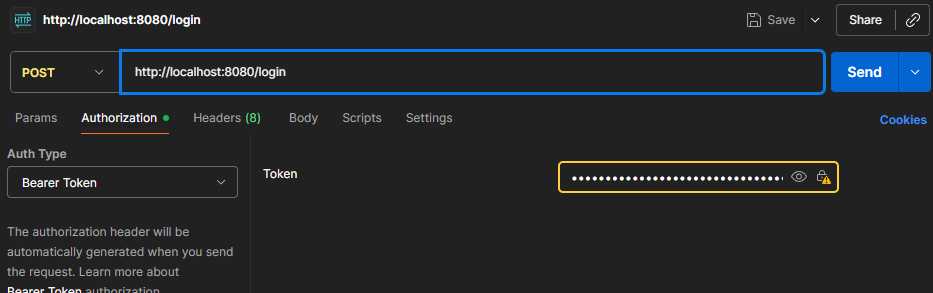 HTTP http://localhost:8080/login Save Share
POST http://localhost:8080/login Send
Params Authorization Headers (8) Body Scripts Settings Cookies
Auth Type
Bearer Token
Token ••••••••••••••••••••••••••••••••
The authorization header will be
automatically generated when you send
the request. Learn more about
Bearer Token authorization.